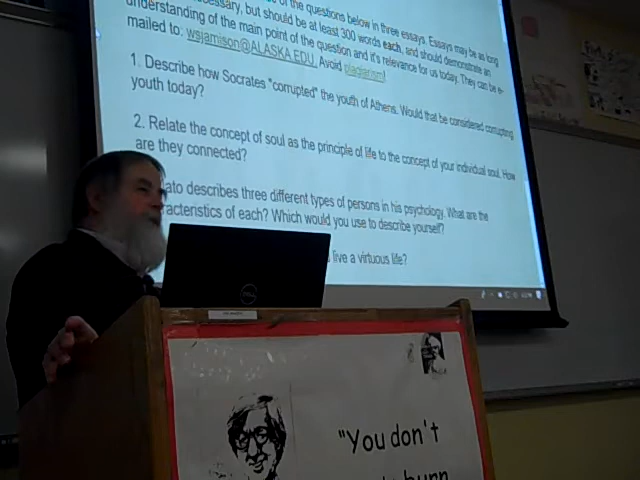 of the questions below in three essays. Essays may be as long
necessary, but should be at least 300 words each, and should demonstrate an
understanding of the main point of the question and it's relevance for us today. They can be e-
mailed to: wsjamison@ALASKA.EDU. Avoid plagiarism!
1. Describe how Socrates "corrupted" the youth of Athens. Would that be considered corrupting
youth today?
2. Relate the concept of soul as the principle of life to the concept of your individual soul. How
are they connected?
ato describes three different types of persons in his psychology. What are the
racteristics of each? Which would you use to describe yourself?
live a virtuous life?
DELL
"You don't
burn